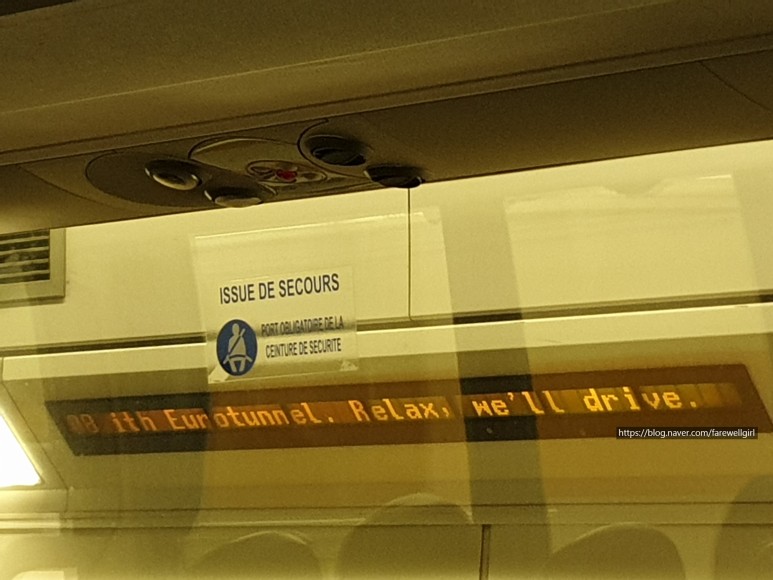 ISSUE DE SECOURS
PORT OBLIGATOIRE DE LA
CEINTURE DE SECURITE
ith Eurotunnel. Relax, we'll drive.
https://blog.naver.com/farewellgirl